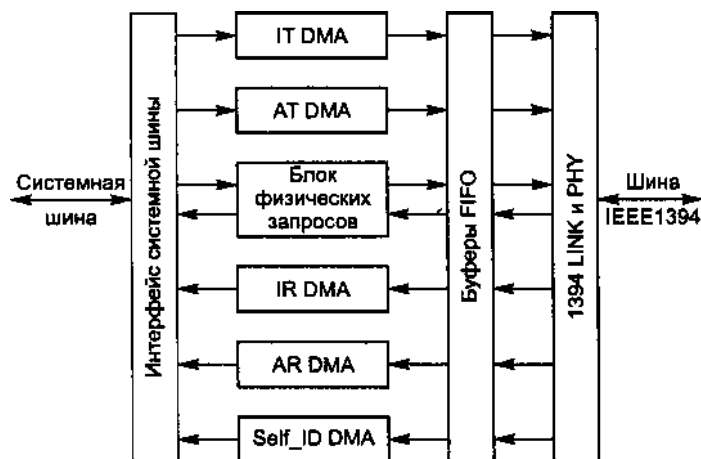 IT DMA
AT DMA
Блок
физических
запросов
IR DMA
AR DMA
Self_ID DMA
Системная
шина
Интерфейс системной шины
Буферы FIFO
1394 LINK и PHY
Шина
IEEE1394